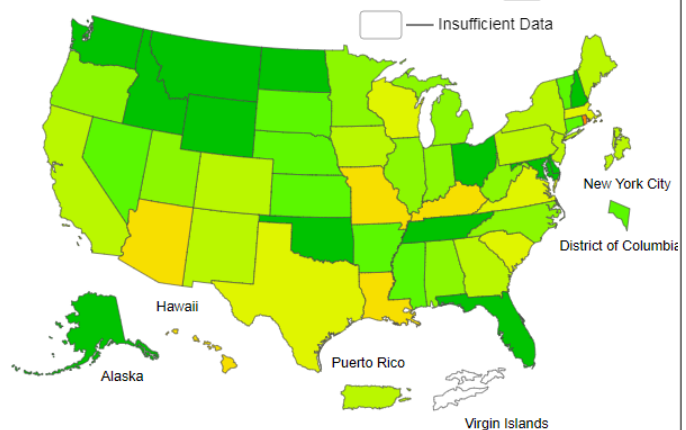 Insufficient Data
New York City
District of Columbia
Hawaii
Puerto Rico
Alaska
Virgin Islands